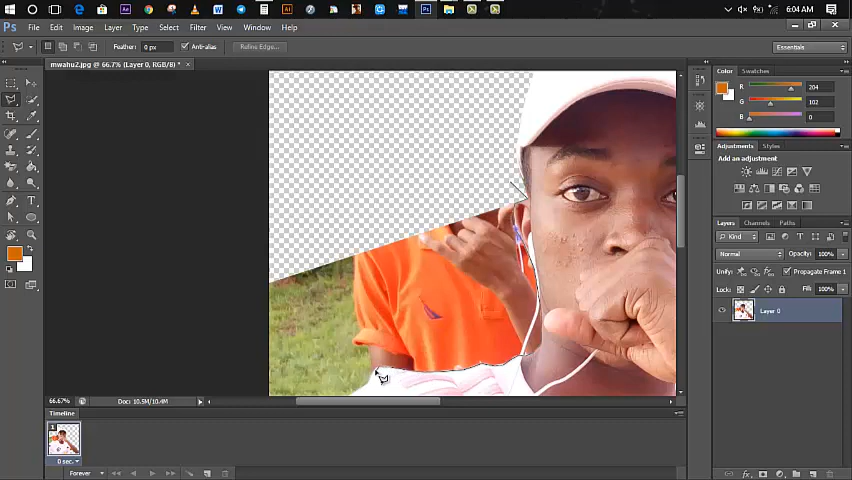 Ps File Edit Image Layer Type Select Filter View Window Help
6:04 AM
Feather: 0 px Anti-alias Refine Edge... Essentials
mwahu2.jpg @ 66.7% (Layer 0, RGB/8) * ×
Color Swatches
R 204
G 102
B 0
Adjustments Styles
Add an adjustment
Layers Channels Paths
Kind
Normal Opacity: 100%
Unify: Propagate Frame 1
Lock: Fill: 100%
Layer 0
66.67% Doc: 10.5M/10.4M
Timeline
1
0 sec.
Forever